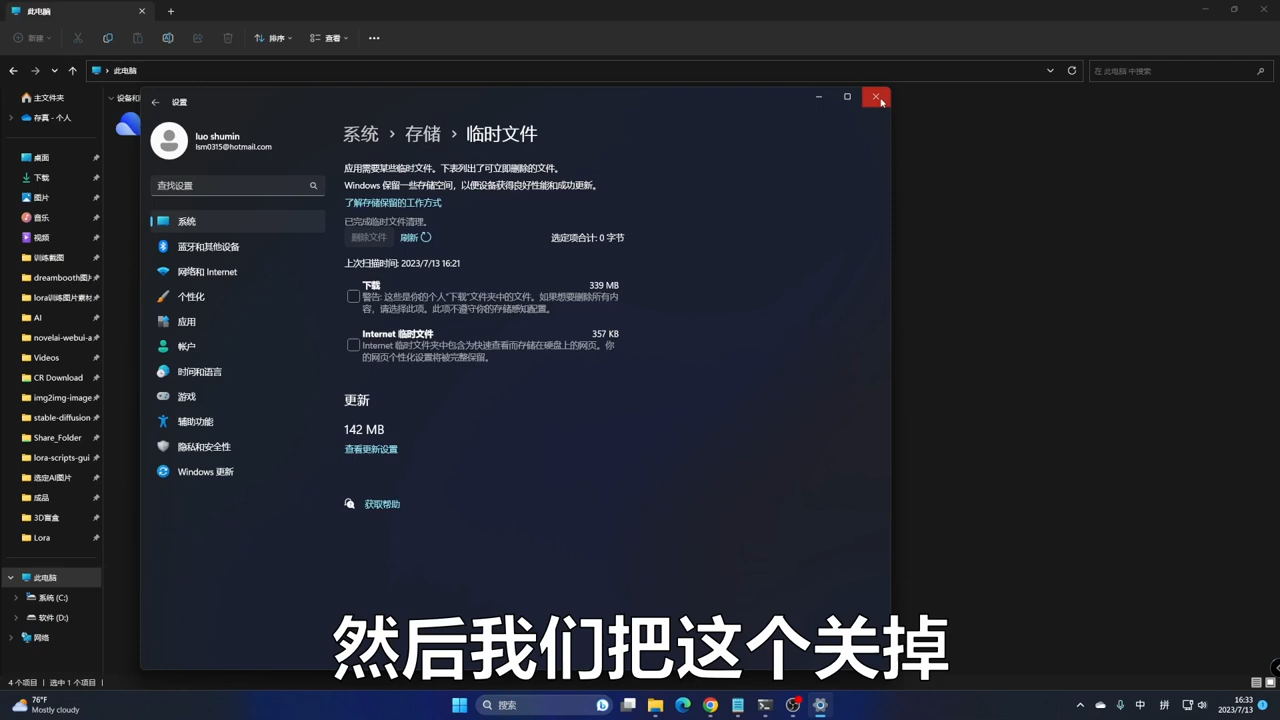 此电脑
新建
排序
查看
此电脑
在 此电脑 中搜索
主文件夹
存真 - 个人
桌面
下载
图片
音乐
视频
训练截图
dreambooth图片
lora训练图片素材
AI
novelai-webui-a
Videos
CR Download
img2img-image
stable-diffusion
Share_Folder
lora-scripts-gui
选定AI图片
成品
3D盲盒
Lora
此电脑
系统 (C:)
软件 (D:)
网络
设备和
设置
luo shumin
lsm0315@hotmail.com
查找设置
系统
蓝牙和其他设备
网络和 Internet
个性化
应用
帐户
时间和语言
游戏
辅助功能
隐私和安全性
Windows 更新
系统 › 存储 › 临时文件
应用需要某些临时文件。下表列出了可立即删除的文件。
Windows 保留一些存储空间，以便设备获得良好性能和成功更新。
了解存储保留的工作方式
已完成临时文件清理。
删除文件 刷新 选定项合计: 0 字节
上次扫描时间: 2023/7/13 16:21
下载 339 MB
警告: 这些是你的个人“下载”文件夹中的文件。如果想要删除所有内
容，请选择此项。此项不遵守你的存储感知配置。
Internet 临时文件 357 KB
Internet 临时文件夹中包含为快速查看而存储在硬盘上的网页。你
的网页个性化设置将被完整保留。
更新
142 MB
查看更新设置
获取帮助
然后我们把这个关掉
4 个项目 选中 1 个项目
76°F
Mostly cloudy
搜索
中
拼
16:33
2023/7/13
1